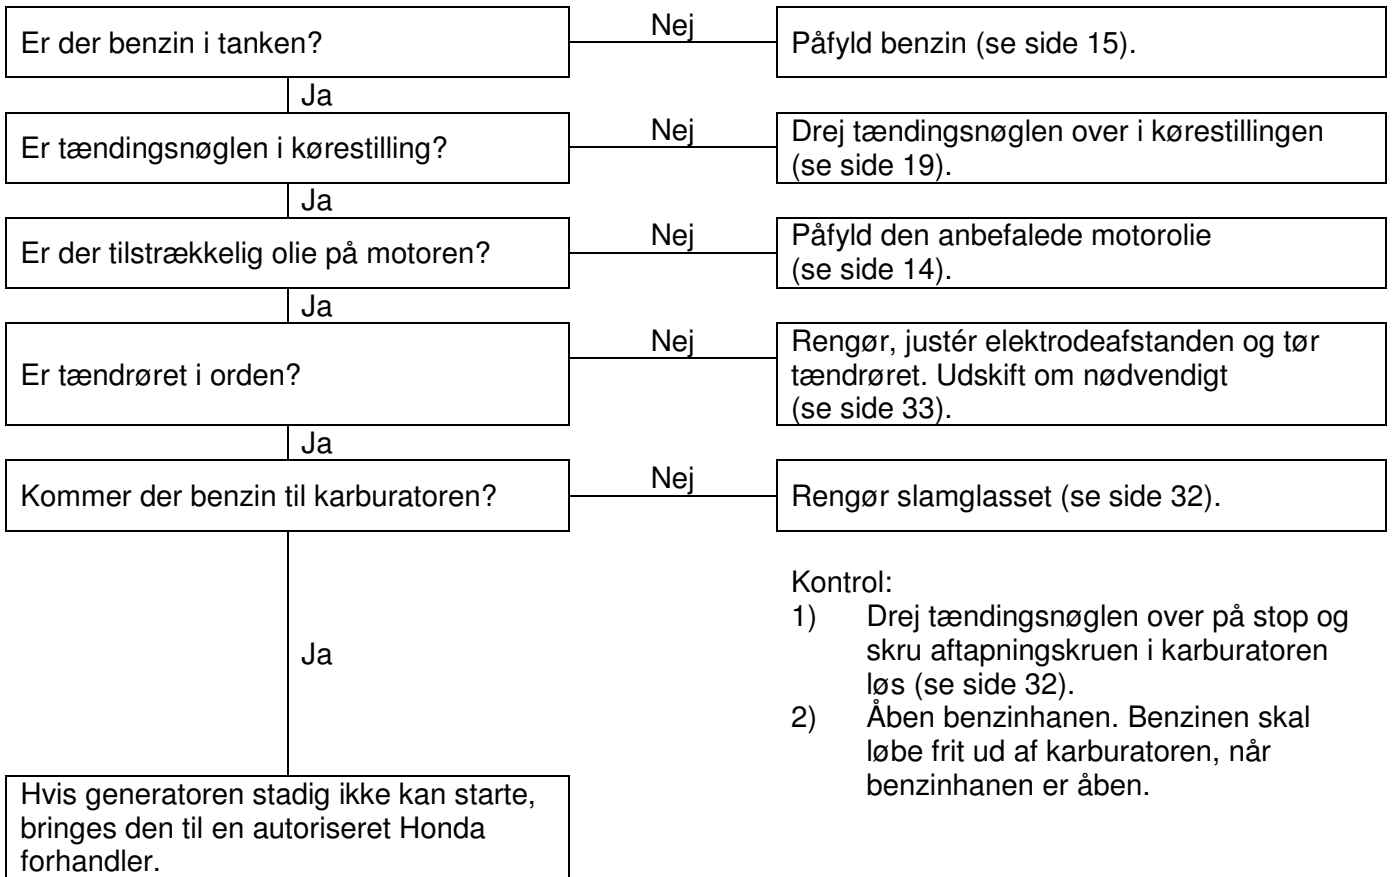 Er der benzin i tanken?
Nej
Påfyld benzin (se side 15).
Ja
Er tændingsnøglen i kørestilling?
Nej
Drej tændingsnøglen over i kørestillingen
(se side 19).
Ja
Er der tilstrækkelig olie på motoren?
Nej
Påfyld den anbefalede motorolie
(se side 14).
Ja
Er tændrøret i orden?
Nej
Rengør, justér elektrodeafstanden og tør
tændrøret. Udskift om nødvendigt
(se side 33).
Ja
Kommer der benzin til karburatoren?
Nej
Rengør slamglasset (se side 32).
Kontrol:
1) Drej tændingsnøglen over på stop og
skru aftapningskruen i karburatoren
løs (se side 32).
2) Åben benzinhanen. Benzinen skal
løbe frit ud af karburatoren, når
benzinhanen er åben.
Ja
Hvis generatoren stadig ikke kan starte,
bringes den til en autoriseret Honda
forhandler.